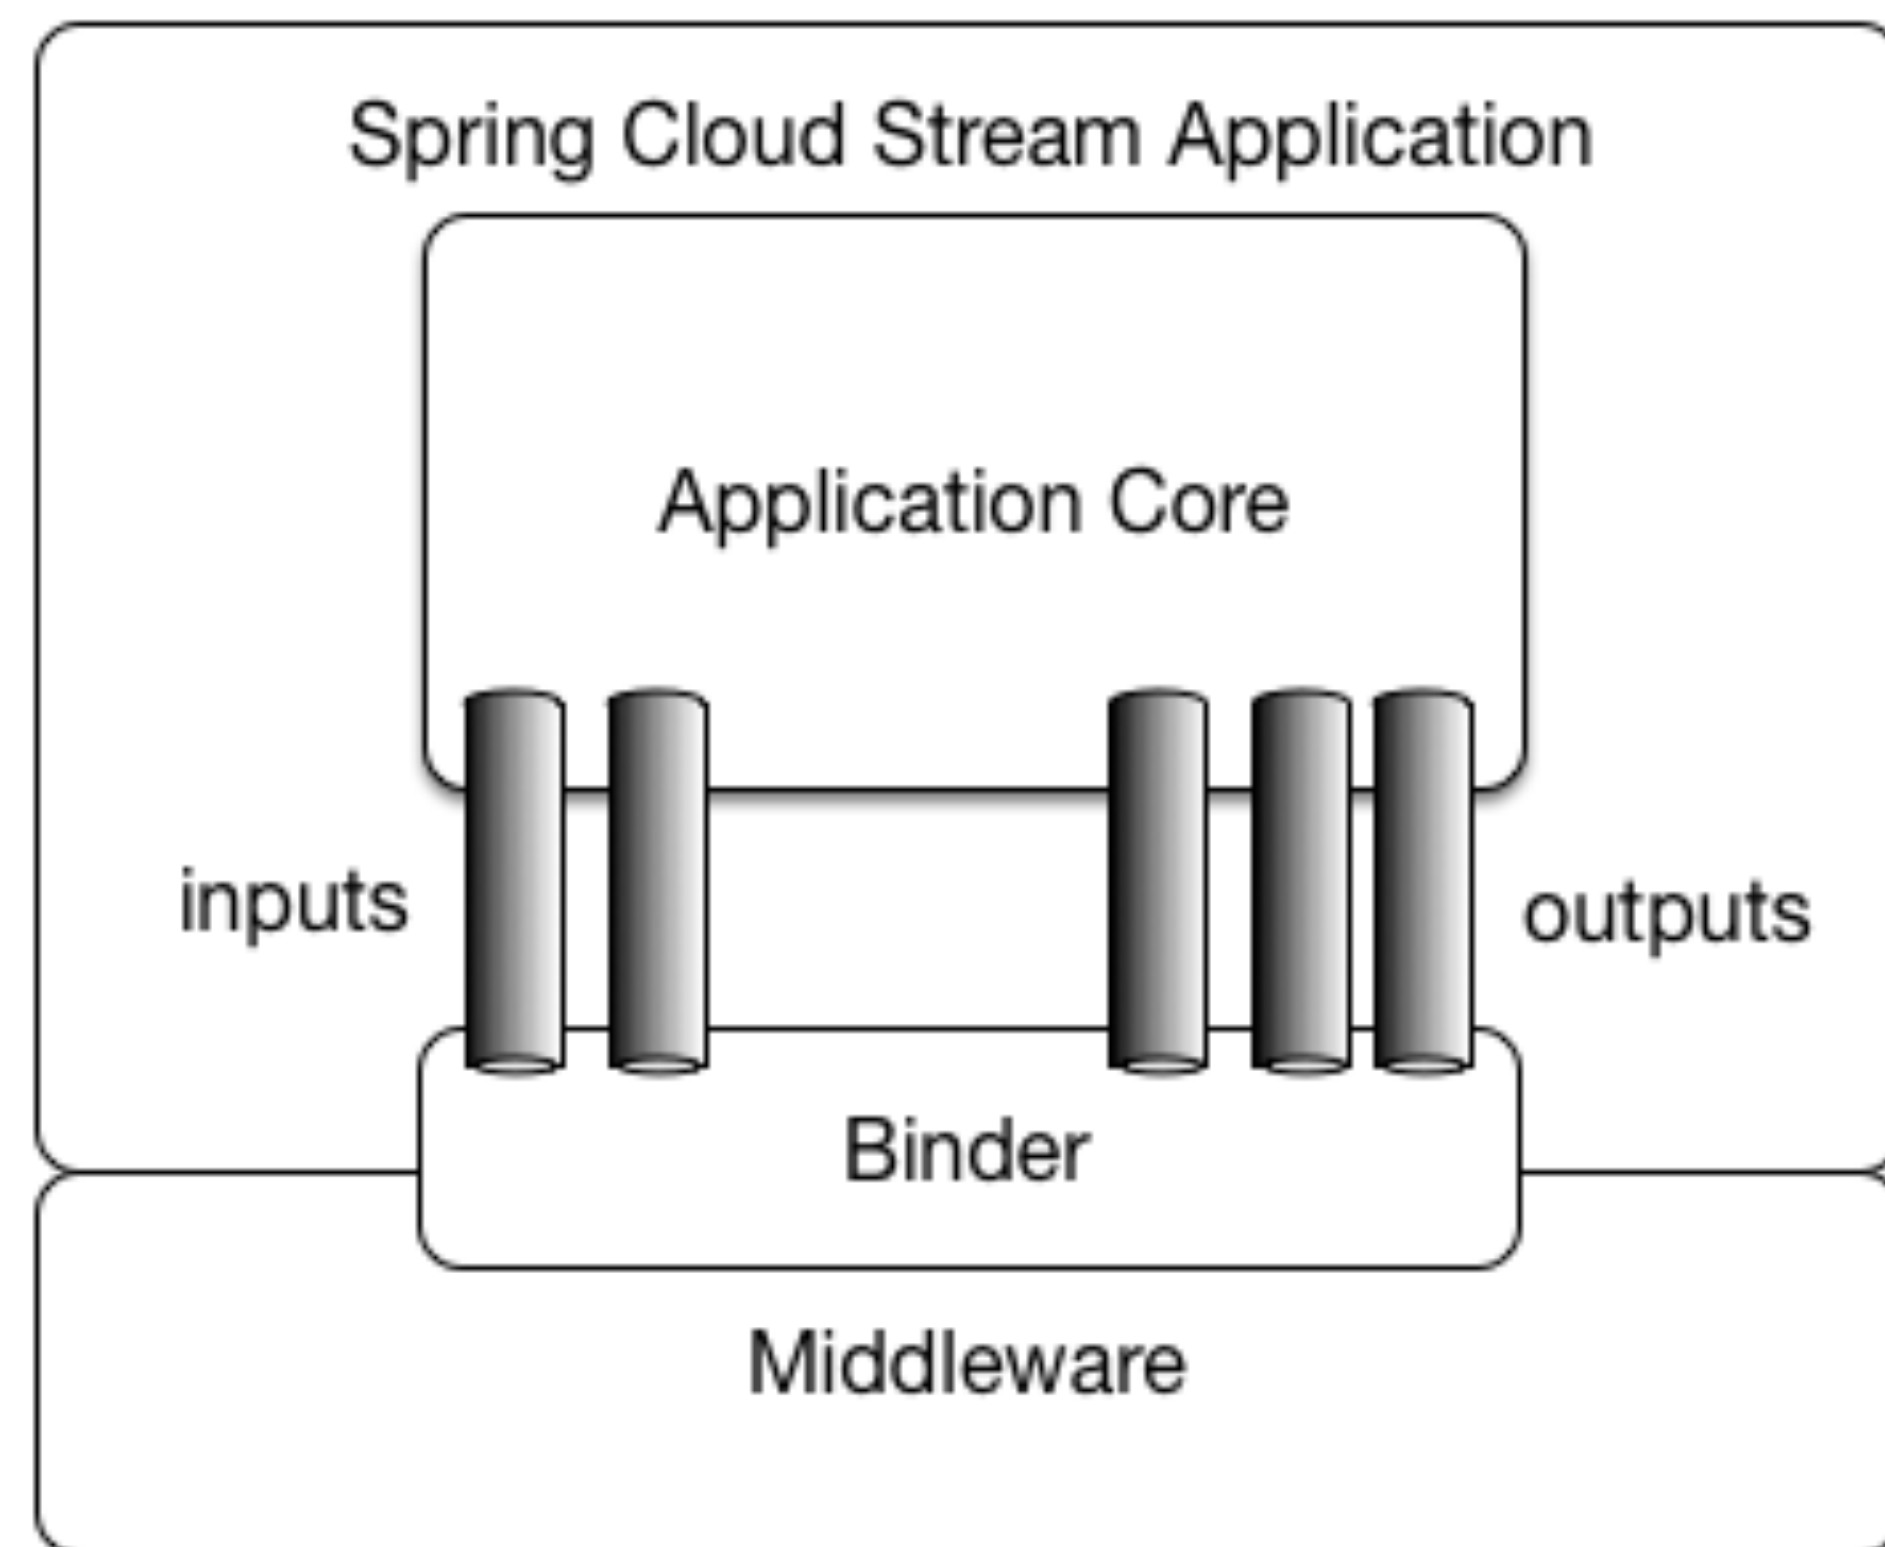 Spring Cloud Stream Application
Application Core
inputs
outputs
Binder
Middleware